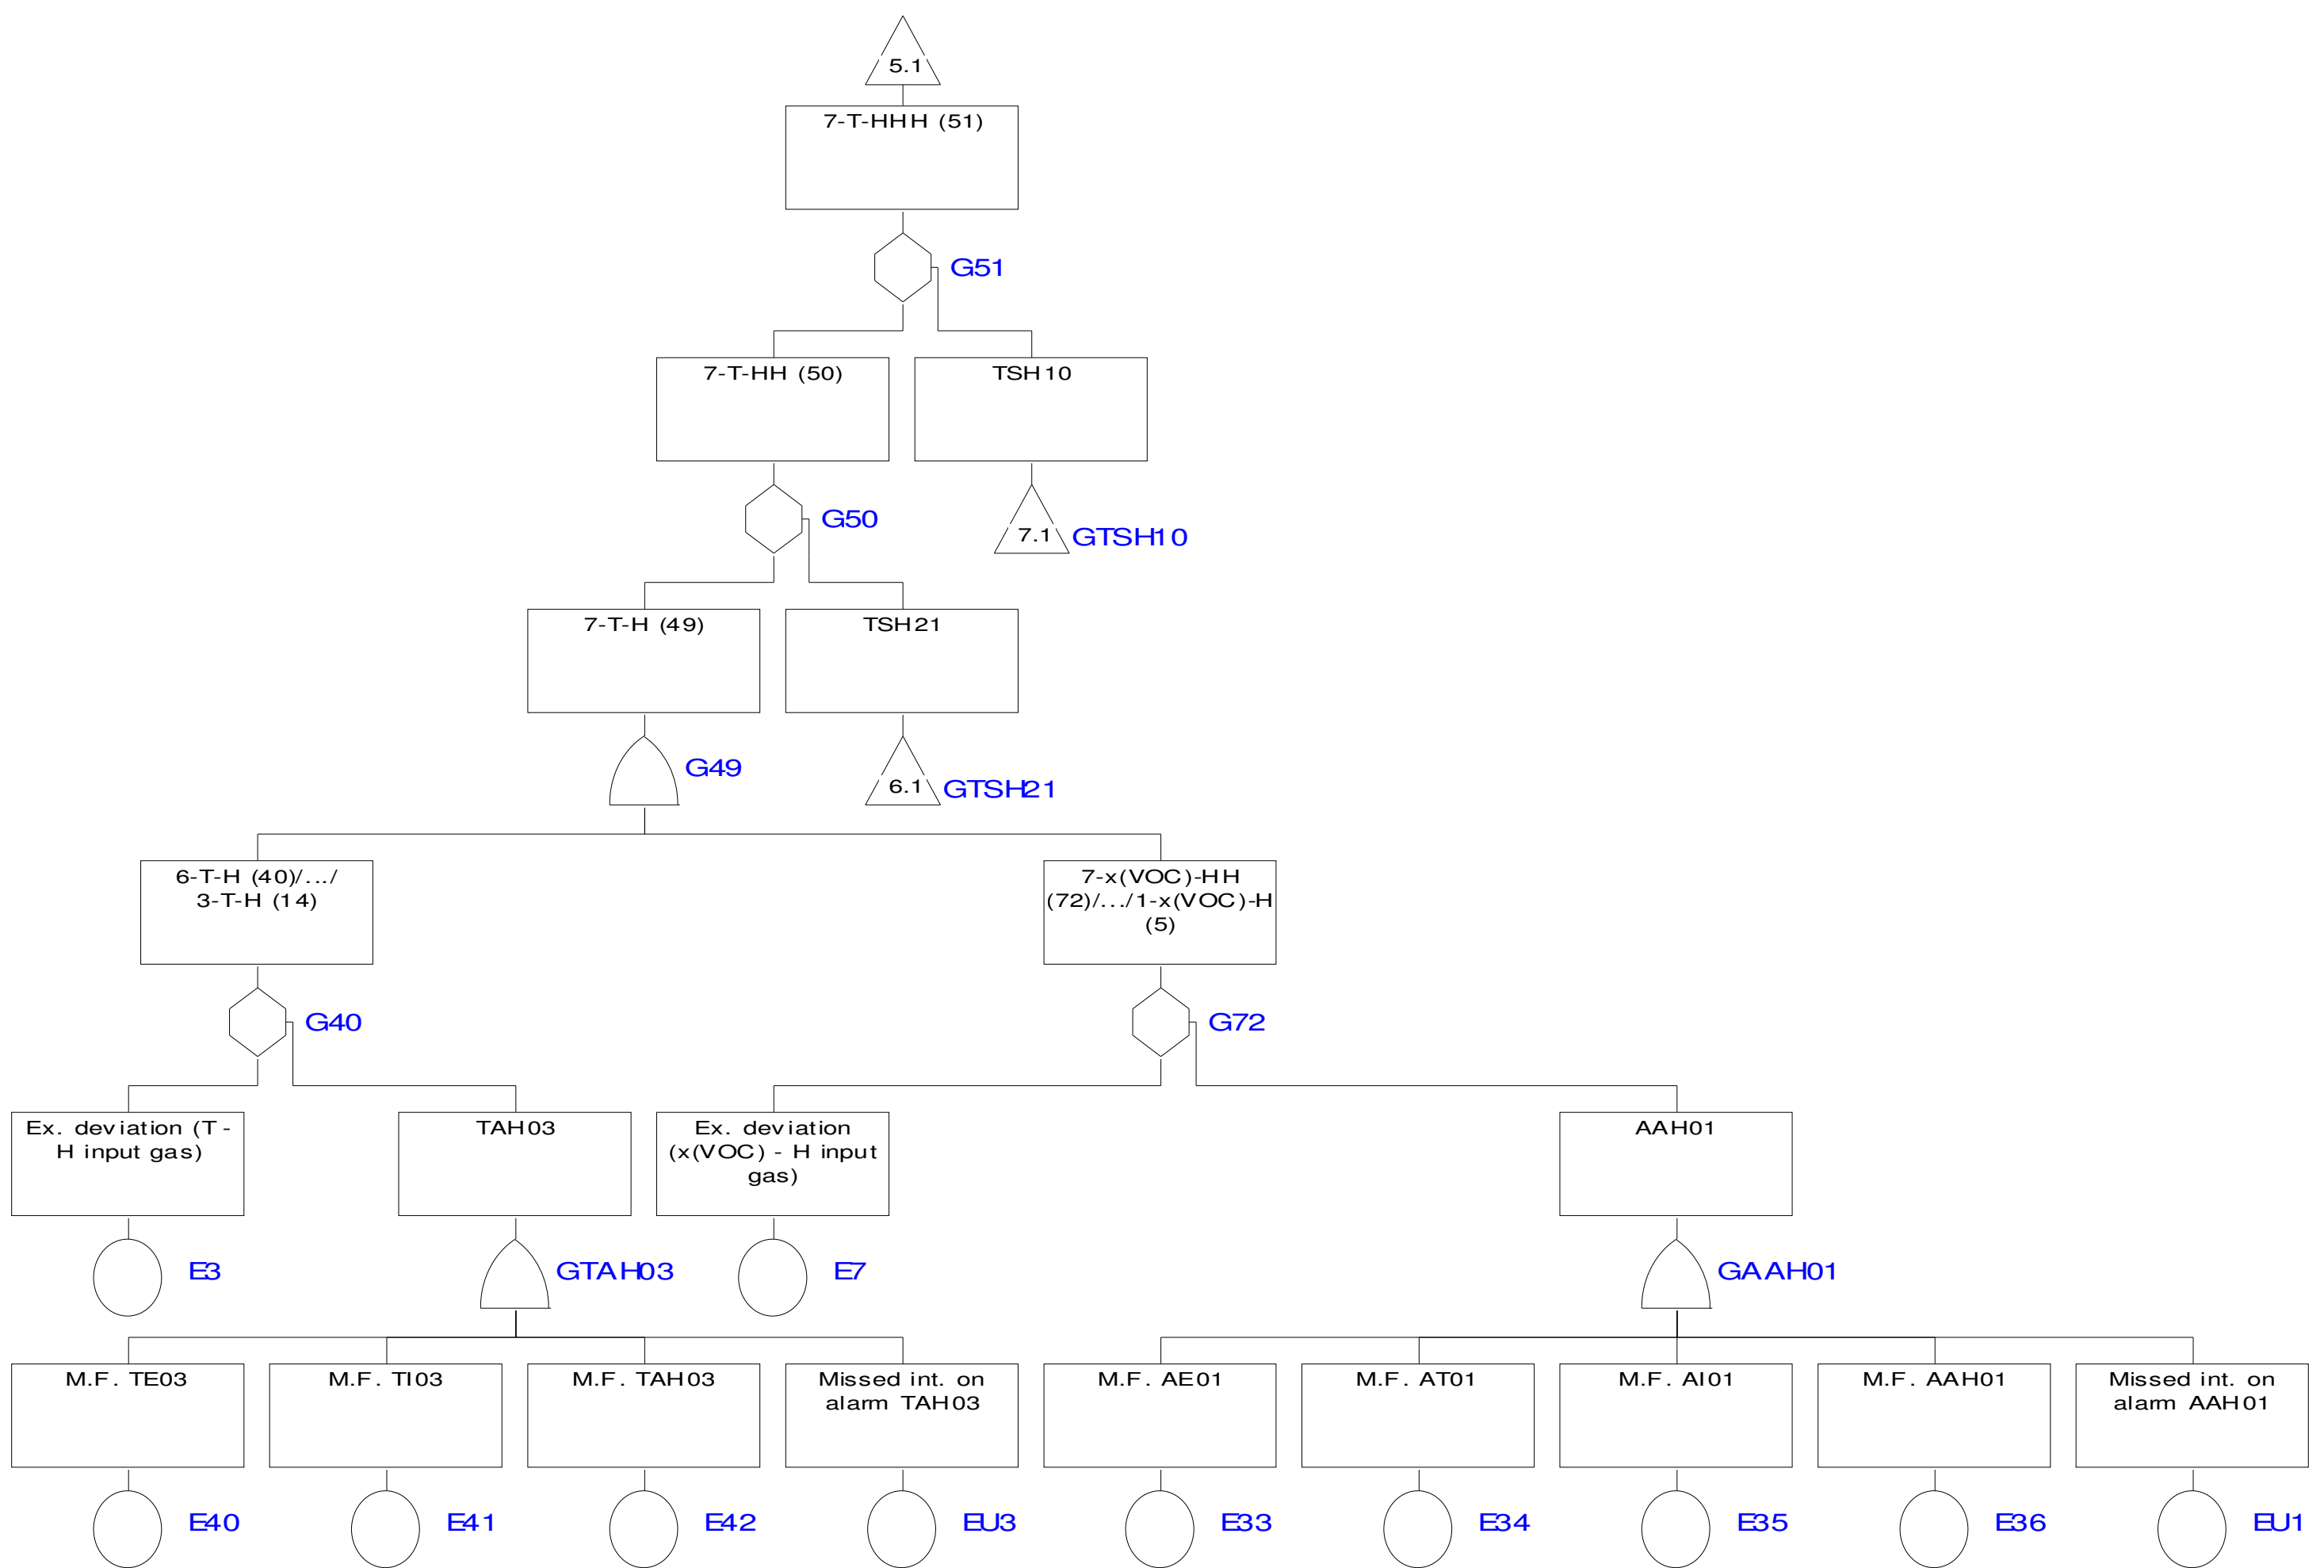 5.1
7-T-HHH (51)
G51
7-T-HH (50)
TSH10
G50
7.1
GTSH10
7-T-H (49)
TSH21
G49
6.1
GTSH21
6-T-H (40)/.../
3-T-H (14)
7-x(VOC)-HH
(72)/.../1-x(VOC)-H
(5)
G40
G72
Ex. deviation (T -
H input gas)
TAH03
Ex. deviation
(x(VOC) - H input
gas)
AAH01
E3
GTAH03
E7
GAAH01
M.F. TE03
M.F. TI03
M.F. TAH03
Missed int. on
alarm TAH03
M.F. AE01
M.F. AT01
M.F. AI01
M.F. AAH01
Missed int. on
alarm AAH01
E40
E41
E42
EU3
E33
E34
E35
E36
EU1